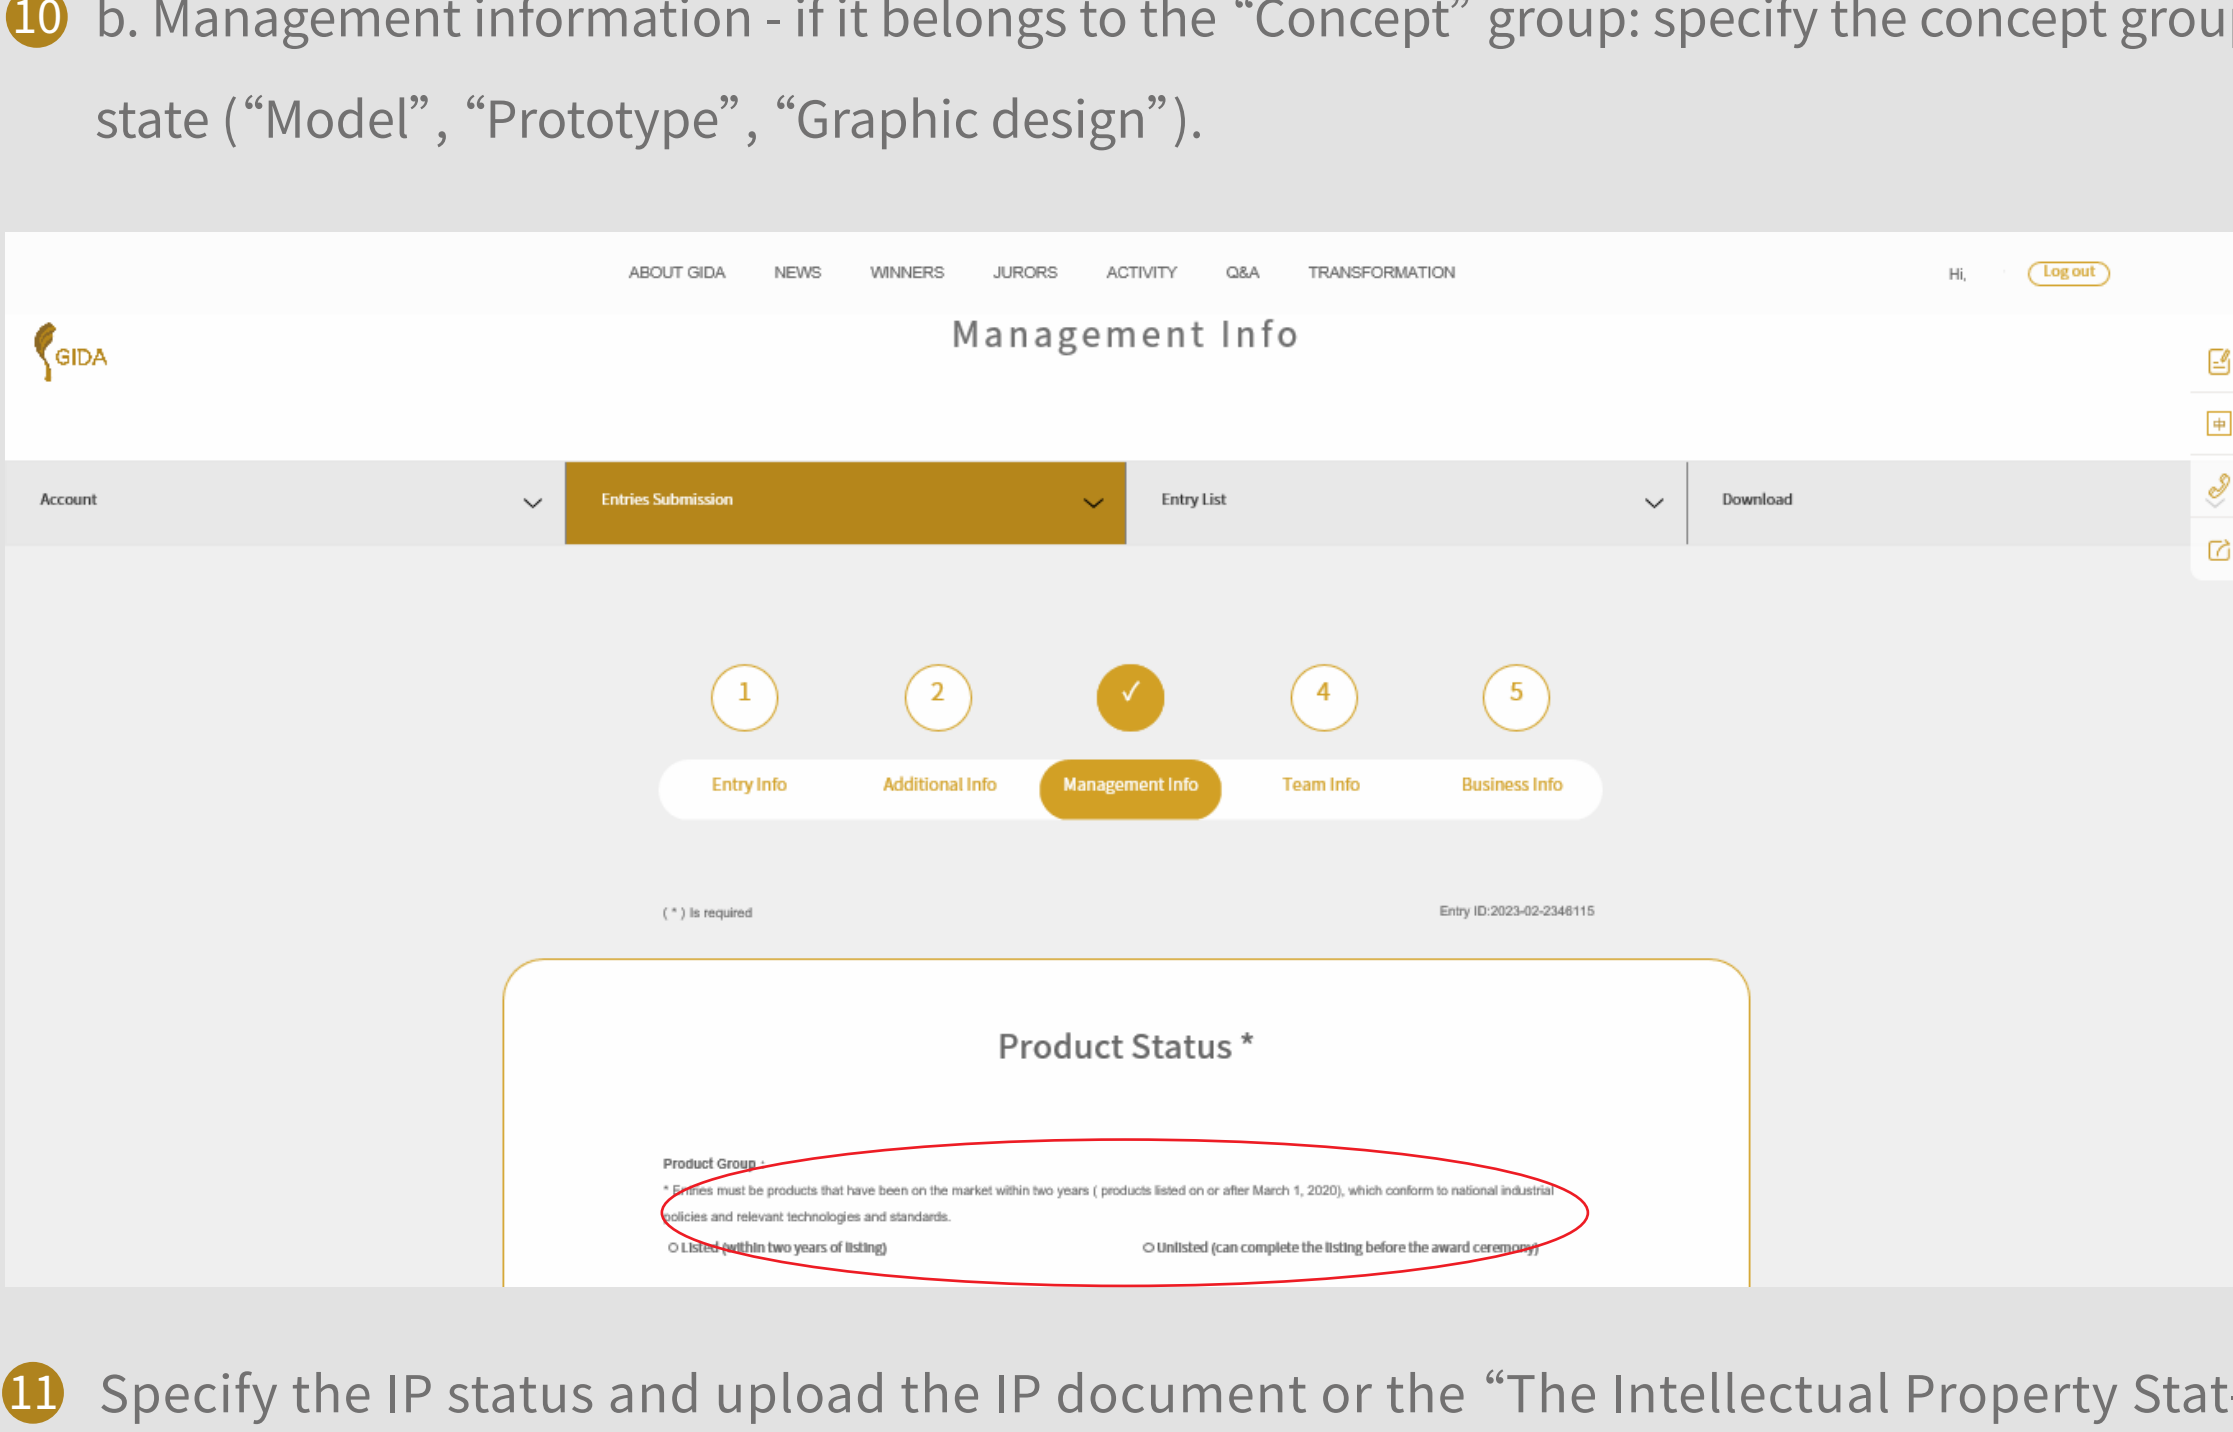 10 b. Management information - if it belongs to the “Concept” group: specify the concept group
state (“Model”, “Prototype”, “Graphic design”).
ABOUT GIDA NEWS WINNERS JURORS ACTIVITY Q&A TRANSFORMATION Hi, Log out
Management Info
GIDA
中
Account Entries Submission Entry List Download
1 2 ✓ 4 5
Entry Info Additional Info Management Info Team Info Business Info
( * ) Is required Entry ID:2023-02-2346115
Product Status *
Product Group :
* Entries must be products that have been on the market within two years ( products listed on or after March 1, 2020), which conform to national industrial
policies and relevant technologies and standards.
Listed (within two years of listing) Unlisted (can complete the listing before the award ceremony)
11 Specify the IP status and upload the IP document or the “The Intellectual Property Stat-